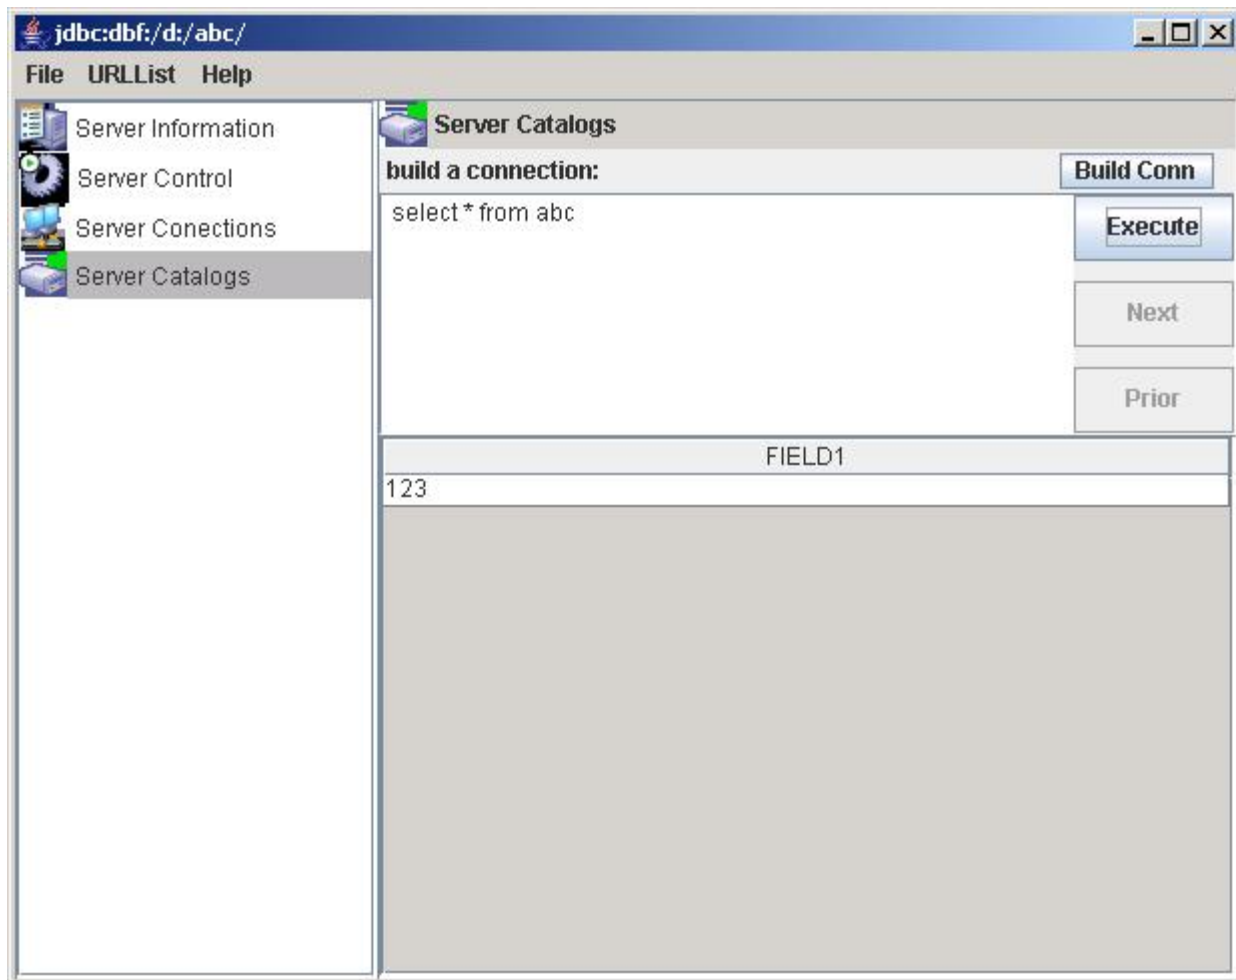 jdbc:dbf:/d:/abc/
File URLList Help
Server Information
Server Control
Server Conections
Server Catalogs
Server Catalogs
build a connection: Build Conn
select * from abc
Execute
Next
Prior
FIELD1
123